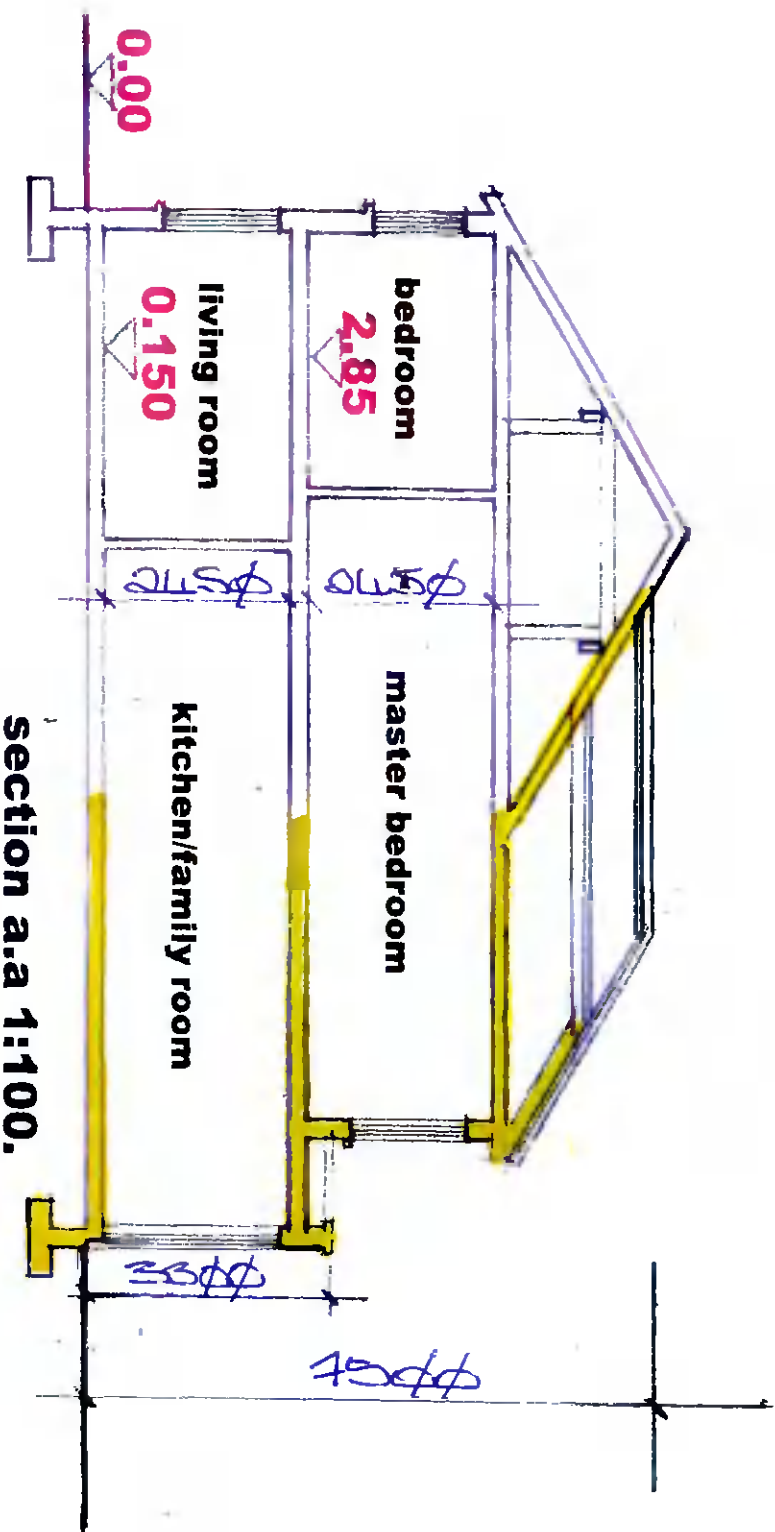 bedroom
2.85
master bedroom
2450
living room
0.150
kitchen/family room
2450
0.00
3300
7500
section a.a 1:100.